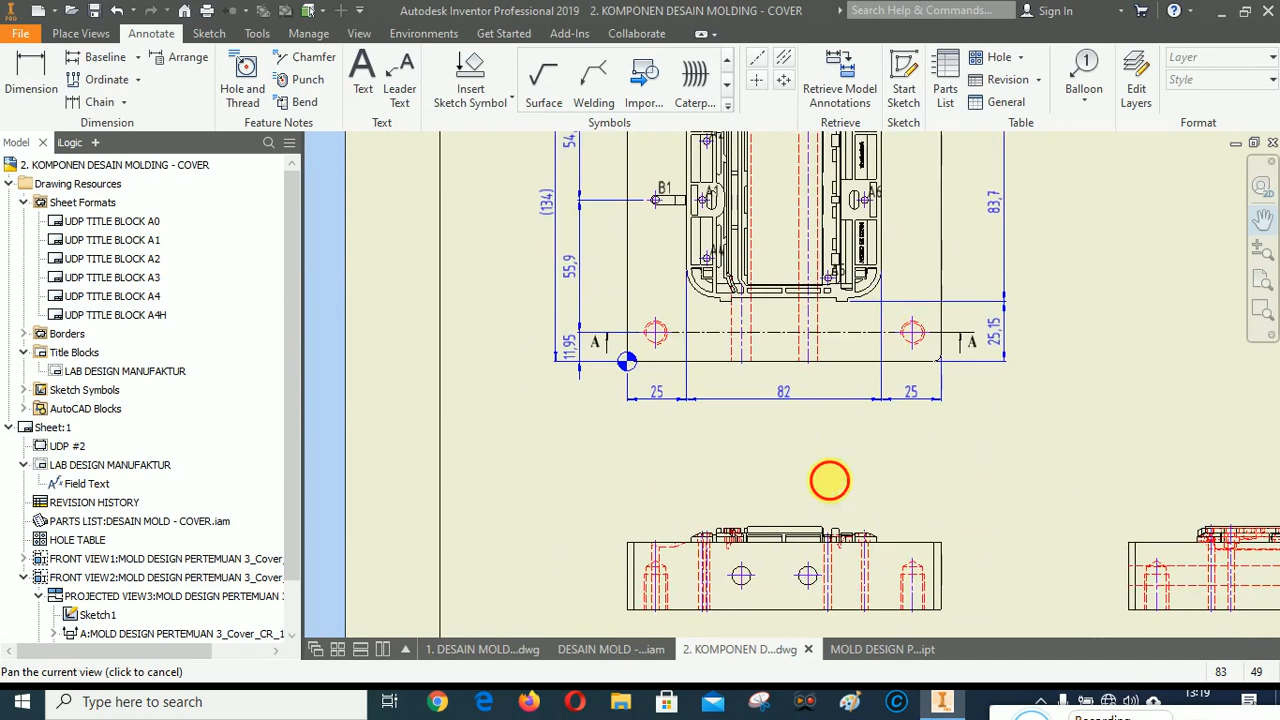 PRO
Autodesk Inventor Professional 2019 2. KOMPONEN DESAIN MOLDING - COVER
Search Help & Commands... Sign In
File Place Views Annotate Sketch Tools Manage View Environments Get Started Add-Ins Collaborate
Dimension
Baseline
Ordinate
Chain
Arrange
Dimension
Hole and Thread
Chamfer
Punch
Bend
Feature Notes
Text
Leader Text
Text
Insert Sketch Symbol
Surface
Welding
Impor...
Caterp...
Symbols
Retrieve Model Annotations
Retrieve
Start Sketch
Sketch
Parts List
Hole
Revision
General
Table
Balloon
Edit Layers
Layer
Style
Format
Model iLogic
2. KOMPONEN DESAIN MOLDING - COVER
Drawing Resources
Sheet Formats
UDP TITLE BLOCK A0
UDP TITLE BLOCK A1
UDP TITLE BLOCK A2
UDP TITLE BLOCK A3
UDP TITLE BLOCK A4
UDP TITLE BLOCK A4H
Borders
Title Blocks
LAB DESIGN MANUFAKTUR
Sketch Symbols
AutoCAD Blocks
Sheet:1
UDP #2
LAB DESIGN MANUFAKTUR
Field Text
REVISION HISTORY
PARTS LIST:DESAIN MOLD - COVER.iam
HOLE TABLE
FRONT VIEW1:MOLD DESIGN PERTEMUAN 3_Cover_
FRONT VIEW2:MOLD DESIGN PERTEMUAN 3_Cover_
PROJECTED VIEW3:MOLD DESIGN PERTEMUAN 3
Sketch1
A:MOLD DESIGN PERTEMUAN 3_Cover_CR_1
54,
(134)
B1
A6
83,7
55,9
A4
11,95
A
A
25,15
25 82 25
1. DESAIN MOLD...dwg DESAIN MOLD -...iam 2. KOMPONEN D...dwg MOLD DESIGN P...ipt
Pan the current view (click to cancel) 83 49
Type here to search
13:19
Recording